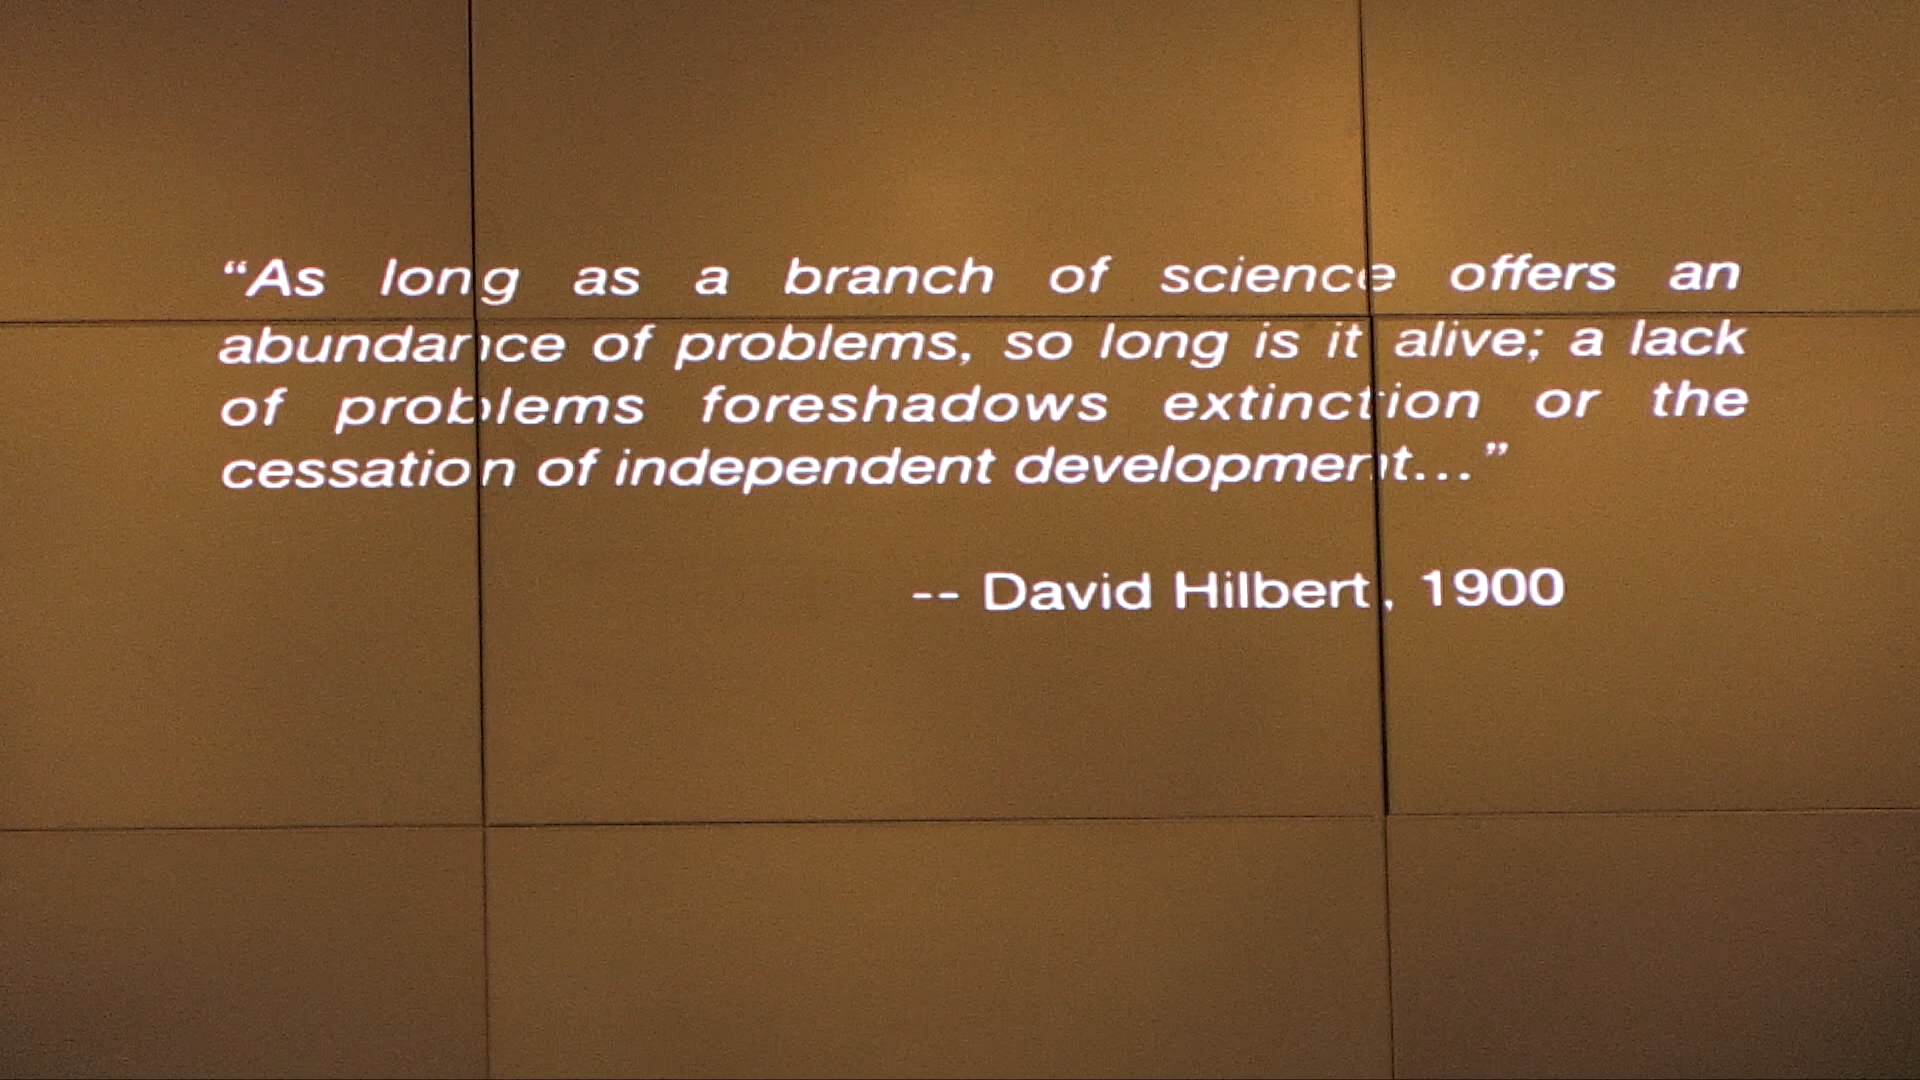 “As long as a branch of science offers an
abundance of problems, so long is it alive; a lack
of problems foreshadows extinction or the
cessation of independent development…”
-- David Hilbert, 1900